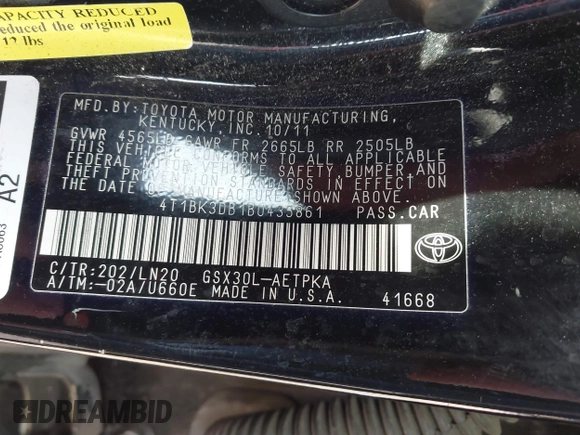 APACITY REDUCED
educed the original load
12 lbs
A2
MFD.BY:TOYOTA MOTOR MANUFACTURING,
KENTUCKY, INC. 10/11
GVWR 4565LB GAWR FR 2665LB RR 2505LB
THIS VEHICLE CONFORMS TO ALL APPLICABLE
FEDERAL MOTOR VEHICLE SAFETY, BUMPER, AND
THEFT PREVENTION STANDARDS IN EFFECT ON
THE DATE OF MANUFACTURE SHOWN ABOVE.
4T1BK3DB1BU435861 PASS.CAR
TOYOTA
C/TR:202/LN20 GSX30L-AETPKA
A/TM:-02A/U660E MADE IN U.S.A. 41668
DREAMBID